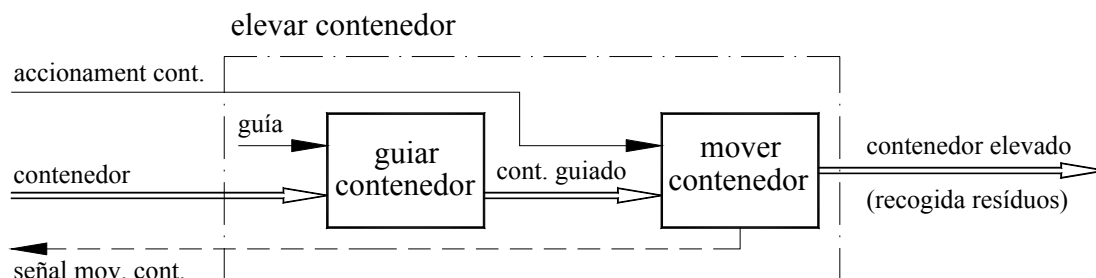 elevar contenedor
accionament cont.
guía
guiar
contenedor
mover
contenedor
contenedor
cont. guiado
contenedor elevado
(recogida resíduos)
señal mov. cont.